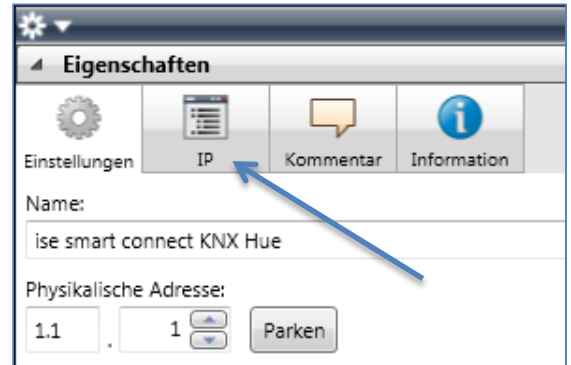 Eigenschaften
Einstellungen IP Kommentar Information
Name:
ise smart connect KNX Hue
Physikalische Adresse:
1.1 . 1 Parken